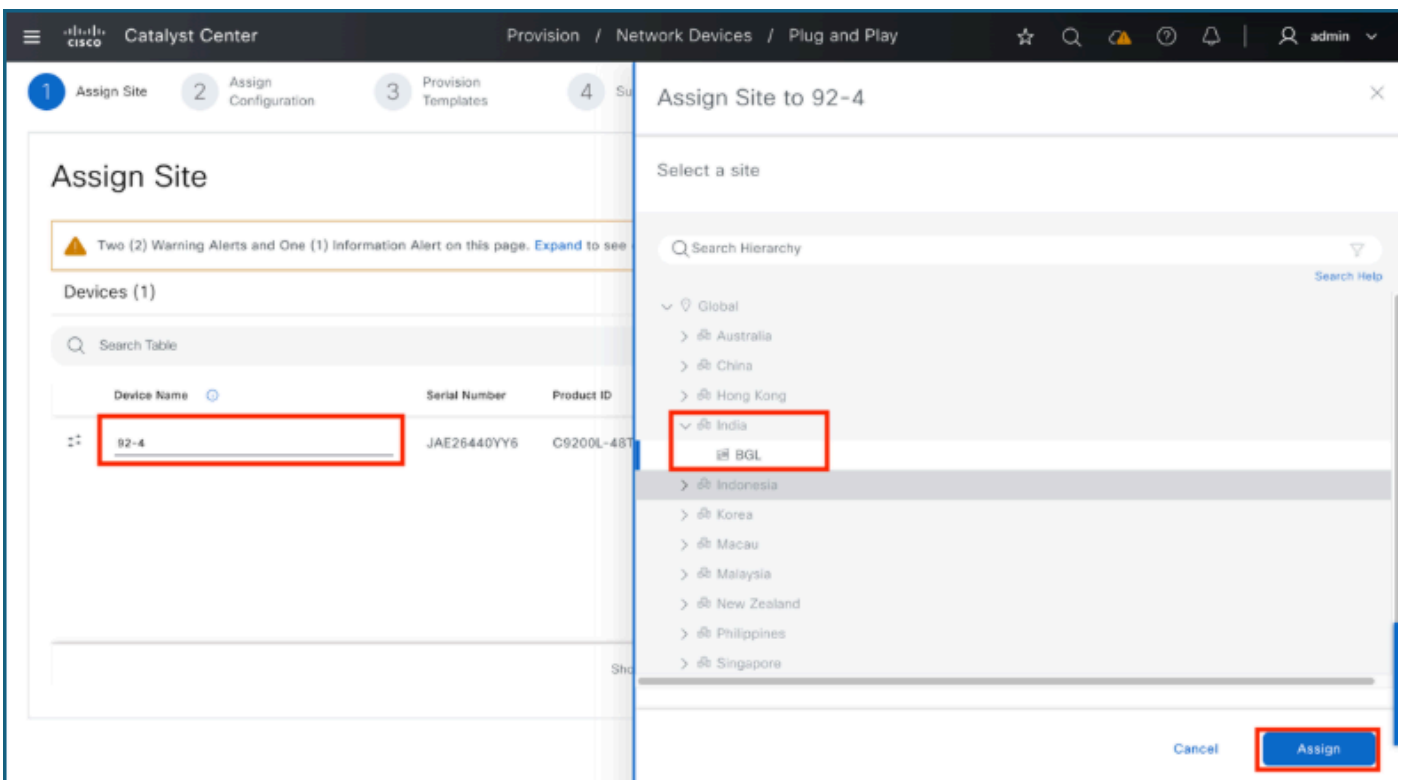 cisco Catalyst Center
Provision / Network Devices / Plug and Play
admin
1 Assign Site
2 Assign Configuration
3 Provision Templates
4 Su
Assign Site to 92-4
Select a site
Assign Site
Two (2) Warning Alerts and One (1) Information Alert on this page. Expand to see
Devices (1)
Search Table
Device Name Serial Number Product ID
92-4 JAE26440YY6 C9200L-48T
Sho
Search Hierarchy
Search Help
Global
Australia
China
Hong Kong
India
BGL
Indonesia
Korea
Macau
Malaysia
New Zealand
Philippines
Singapore
Cancel Assign